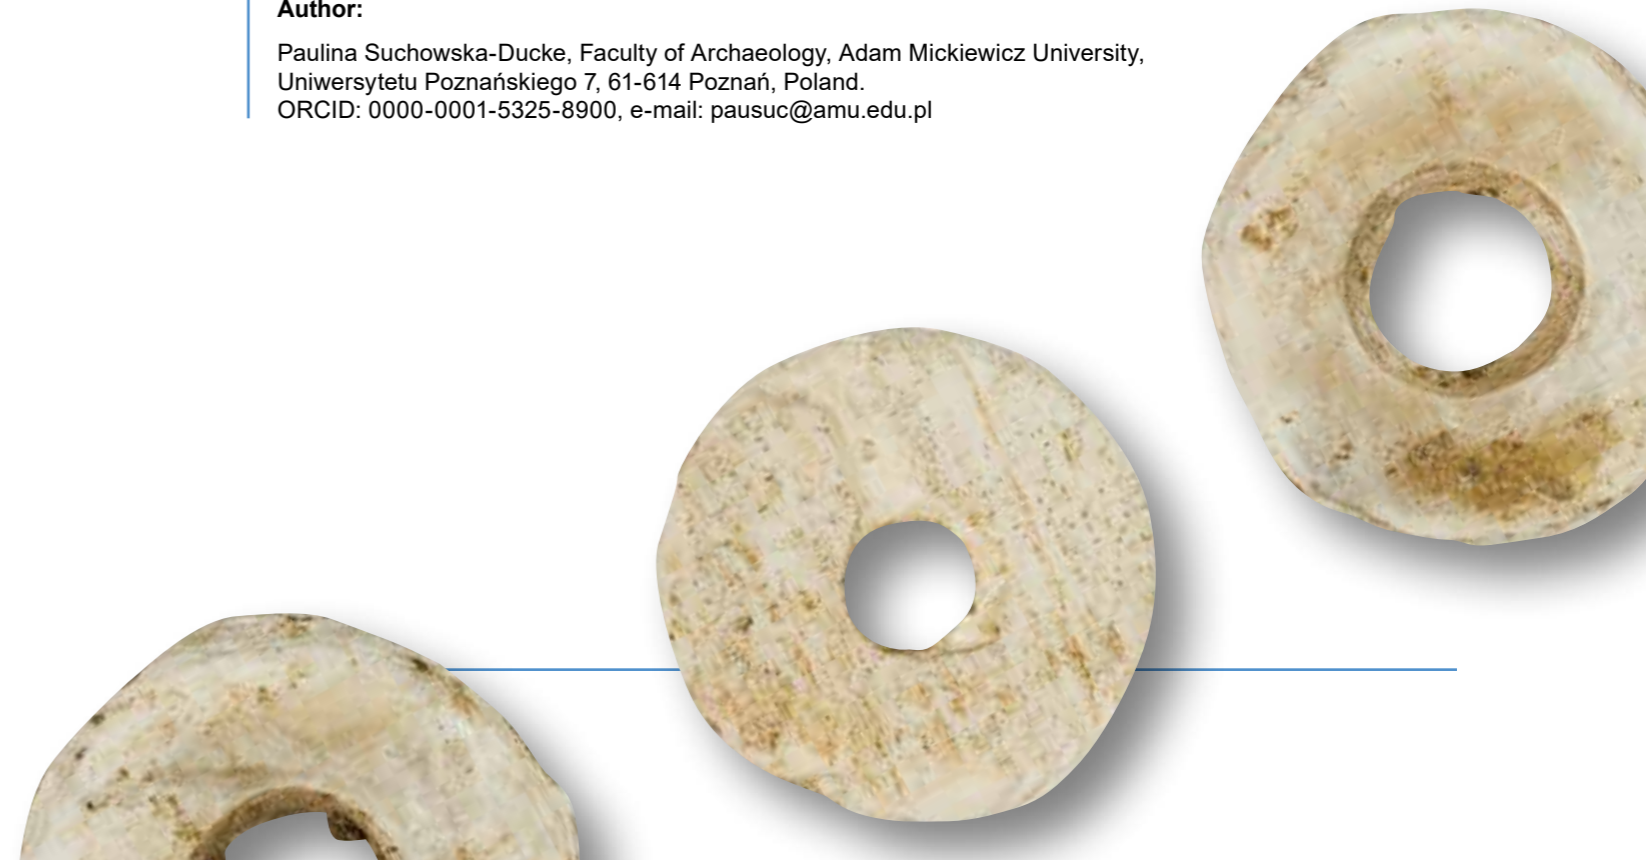 Author:
Paulina Suchowska-Ducke, Faculty of Archaeology, Adam Mickiewicz University,
Uniwersytetu Poznańskiego 7, 61-614 Poznań, Poland.
ORCID: 0000-0001-5325-8900, e-mail: pausuc@amu.edu.pl